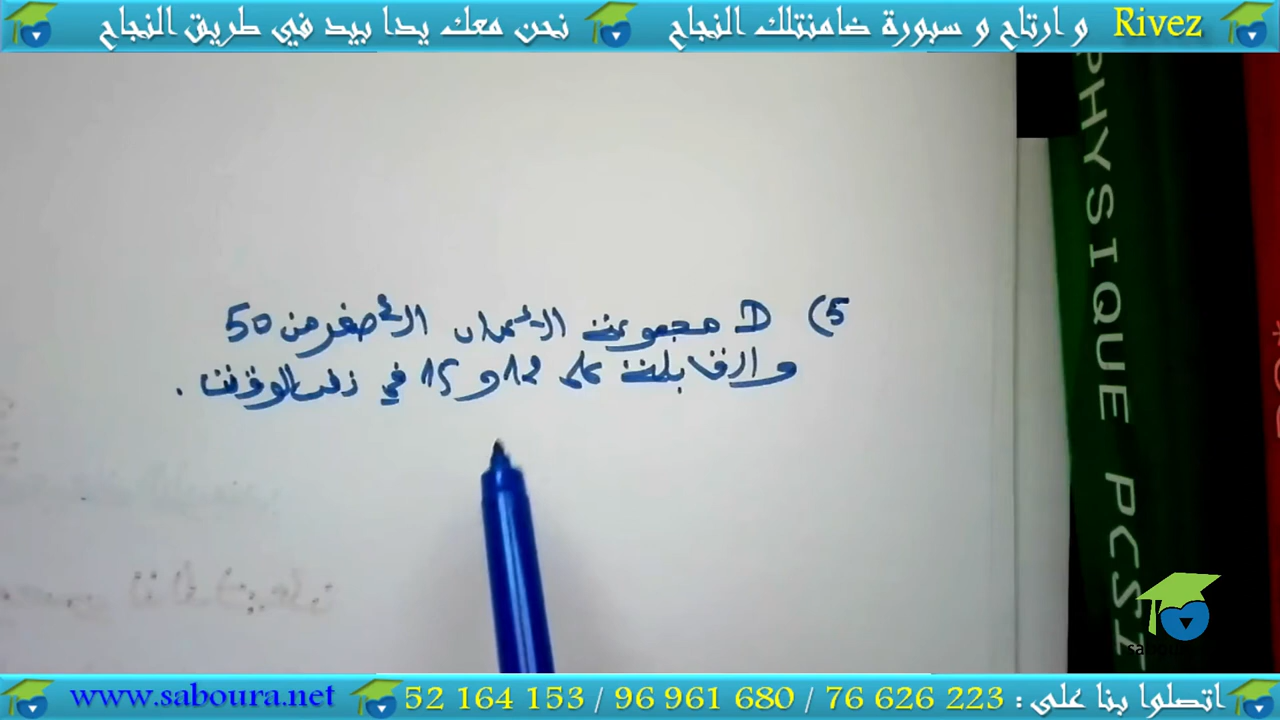 Rivez و ارتاح و سبورة ضامنتلك النجاح
نحن معك يدا بيد في طريق النجاح
5) D مجموعة الأعداد الأصغر من 50
والقابلة على 12 و 15 في نفس الوقت .
PHYSIQUE PCSI
اتصلوا بنا على : 76 626 223 / 96 961 680 / 52 164 153
www.saboura.net